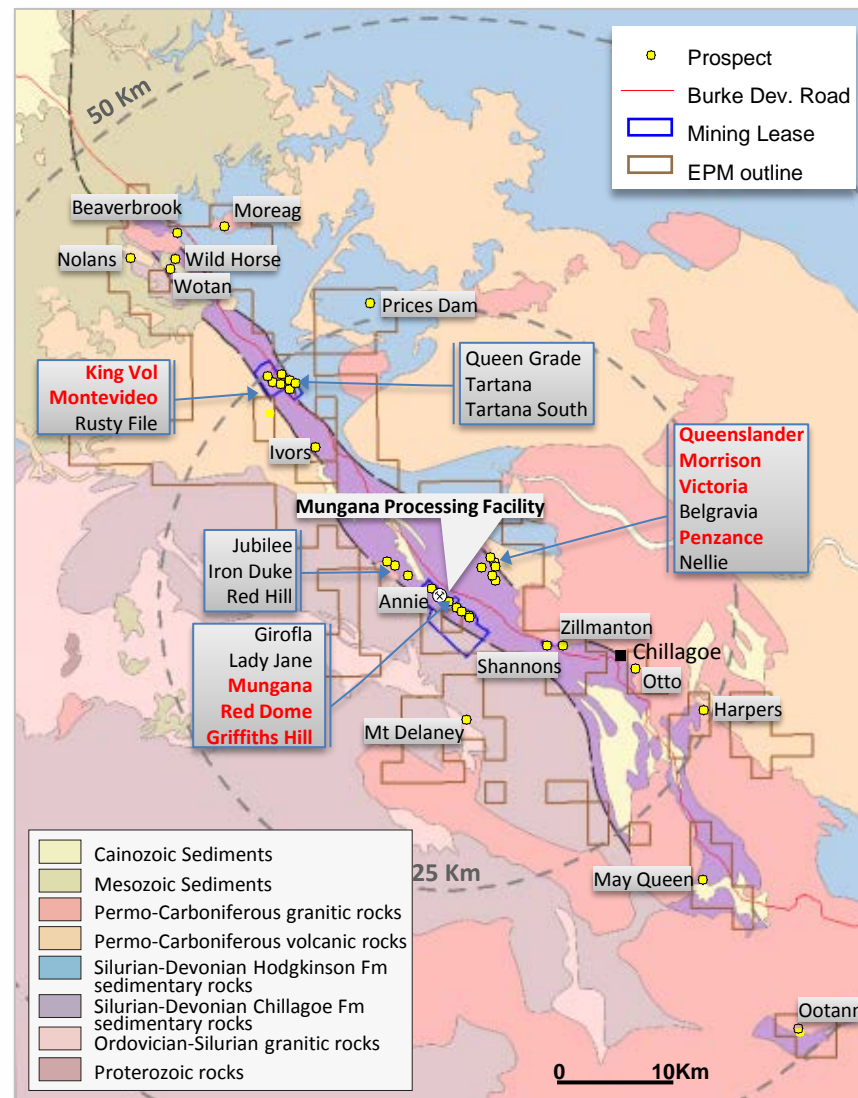 50 Km
Prospect
Burke Dev. Road
Mining Lease
EPM outline
Beaverbrook
Moreag
Nolans
Wild Horse
Wotan
Prices Dam
King Vol
Montevideo
Rusty File
Queen Grade
Tartana
Tartana South
Ivors
Queenslander
Morrison
Victoria
Belgravia
Penzance
Nellie
Mungana Processing Facility
Jubilee
Iron Duke
Red Hill
Annie
Girofla
Lady Jane
Mungana
Red Dome
Griffiths Hill
Shannons
Zillmanton
Chillagoe
Otto
Harpers
Mt Delaney
25 Km
May Queen
Cainozoic Sediments
Mesozoic Sediments
Permo-Carboniferous granitic rocks
Permo-Carboniferous volcanic rocks
Silurian-Devonian Hodgkinson Fm
sedimentary rocks
Silurian-Devonian Chillagoe Fm
sedimentary rocks
Ordovician-Silurian granitic rocks
Proterozoic rocks
Ootann
0 10Km